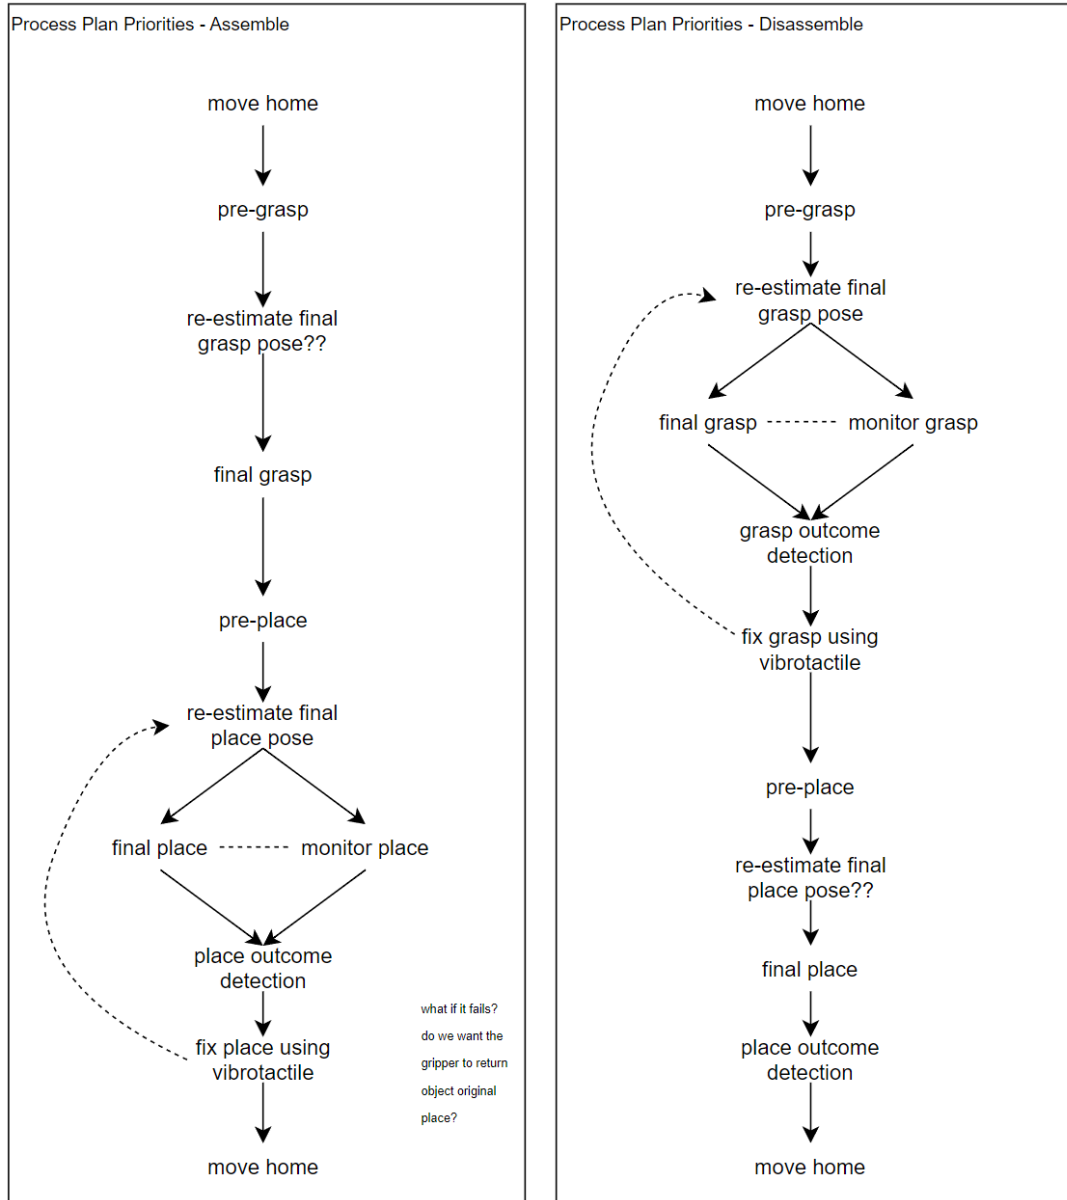 Process Plan Priorities - Assemble
move home
pre-grasp
re-estimate final
grasp pose??
final grasp
pre-place
re-estimate final
place pose
final place
monitor place
place outcome
detection
fix place using
vibrotactile
move home
what if it fails?
do we want the
gripper to return
object original
place?
Process Plan Priorities - Disassemble
move home
pre-grasp
re-estimate final
grasp pose
final grasp
monitor grasp
grasp outcome
detection
fix grasp using
vibrotactile
pre-place
re-estimate final
place pose??
final place
place outcome
detection
move home